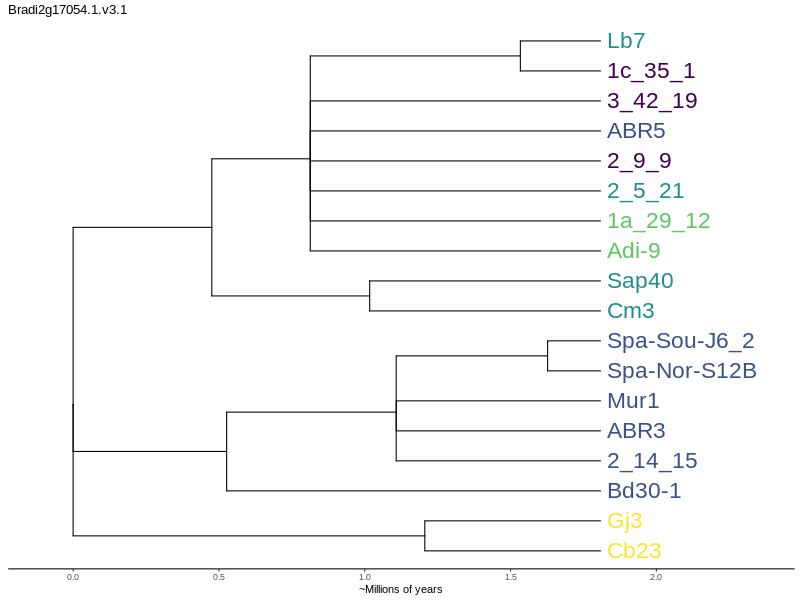 Bradi2g17054.1.v3.1
Lb7
1c_35_1
3_42_19
ABR5
2_9_9
2_5_21
1a_29_12
Adi-9
Sap40
Cm3
Spa-Sou-J6_2
Spa-Nor-S12B
Mur1
ABR3
2_14_15
Bd30-1
Gj3
Cb23
0.0 0.5 1.0 1.5 2.0
~Millions of years